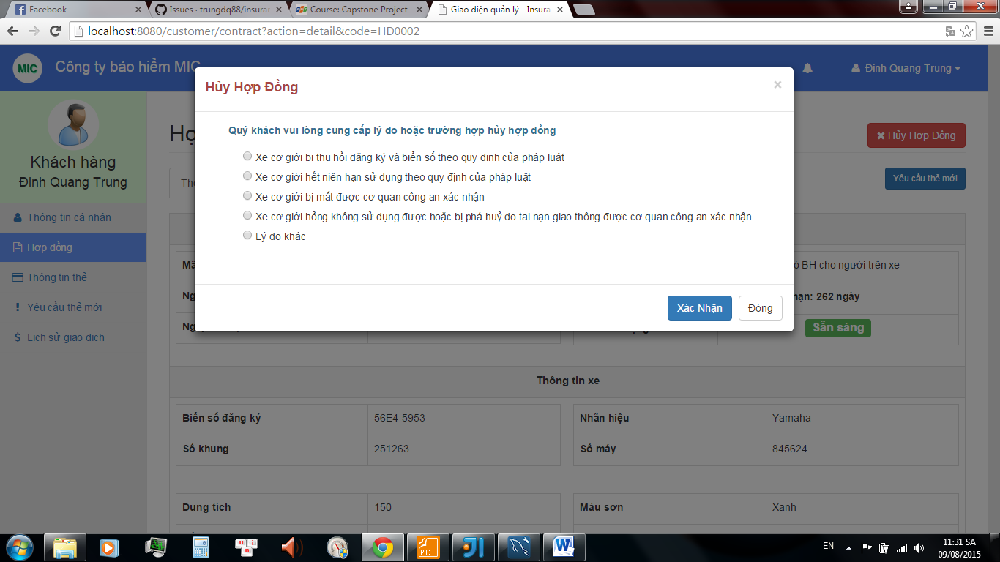 Facebook
Issues · trungdq88/insurar
Course: Capstone Project
Giao diện quản lý - Insura
localhost:8080/customer/contract?action=detail&code=HD0002
MIC
Công ty bảo hiểm MIC
Đinh Quang Trung
Hủy Hợp Đồng
×
Quý khách vui lòng cung cấp lý do hoặc trường hợp hủy hợp đồng
Xe cơ giới bị thu hồi đăng ký và biển số theo quy định của pháp luật
Xe cơ giới hết niên hạn sử dụng theo quy định của pháp luật
Xe cơ giới bị mất được cơ quan công an xác nhận
Xe cơ giới hỏng không sử dụng được hoặc bị phá huỷ do tai nạn giao thông được cơ quan công an xác nhận
Lý do khác
Xác Nhận
Đóng
Khách hàng
Đinh Quang Trung
Thông tin cá nhân
Hợp đồng
Thông tin thẻ
Yêu cầu thẻ mới
Lịch sử giao dịch
Hủy Hợp Đồng
Yêu cầu thẻ mới
BH cho người trên xe
hạn: 262 ngày
Sẵn sàng
Thông tin xe
Biển số đăng ký
56E4-5953
Nhãn hiệu
Yamaha
Số khung
251263
Số máy
845624
Dung tích
150
Màu sơn
Xanh
EN
11:31 SA
09/08/2015